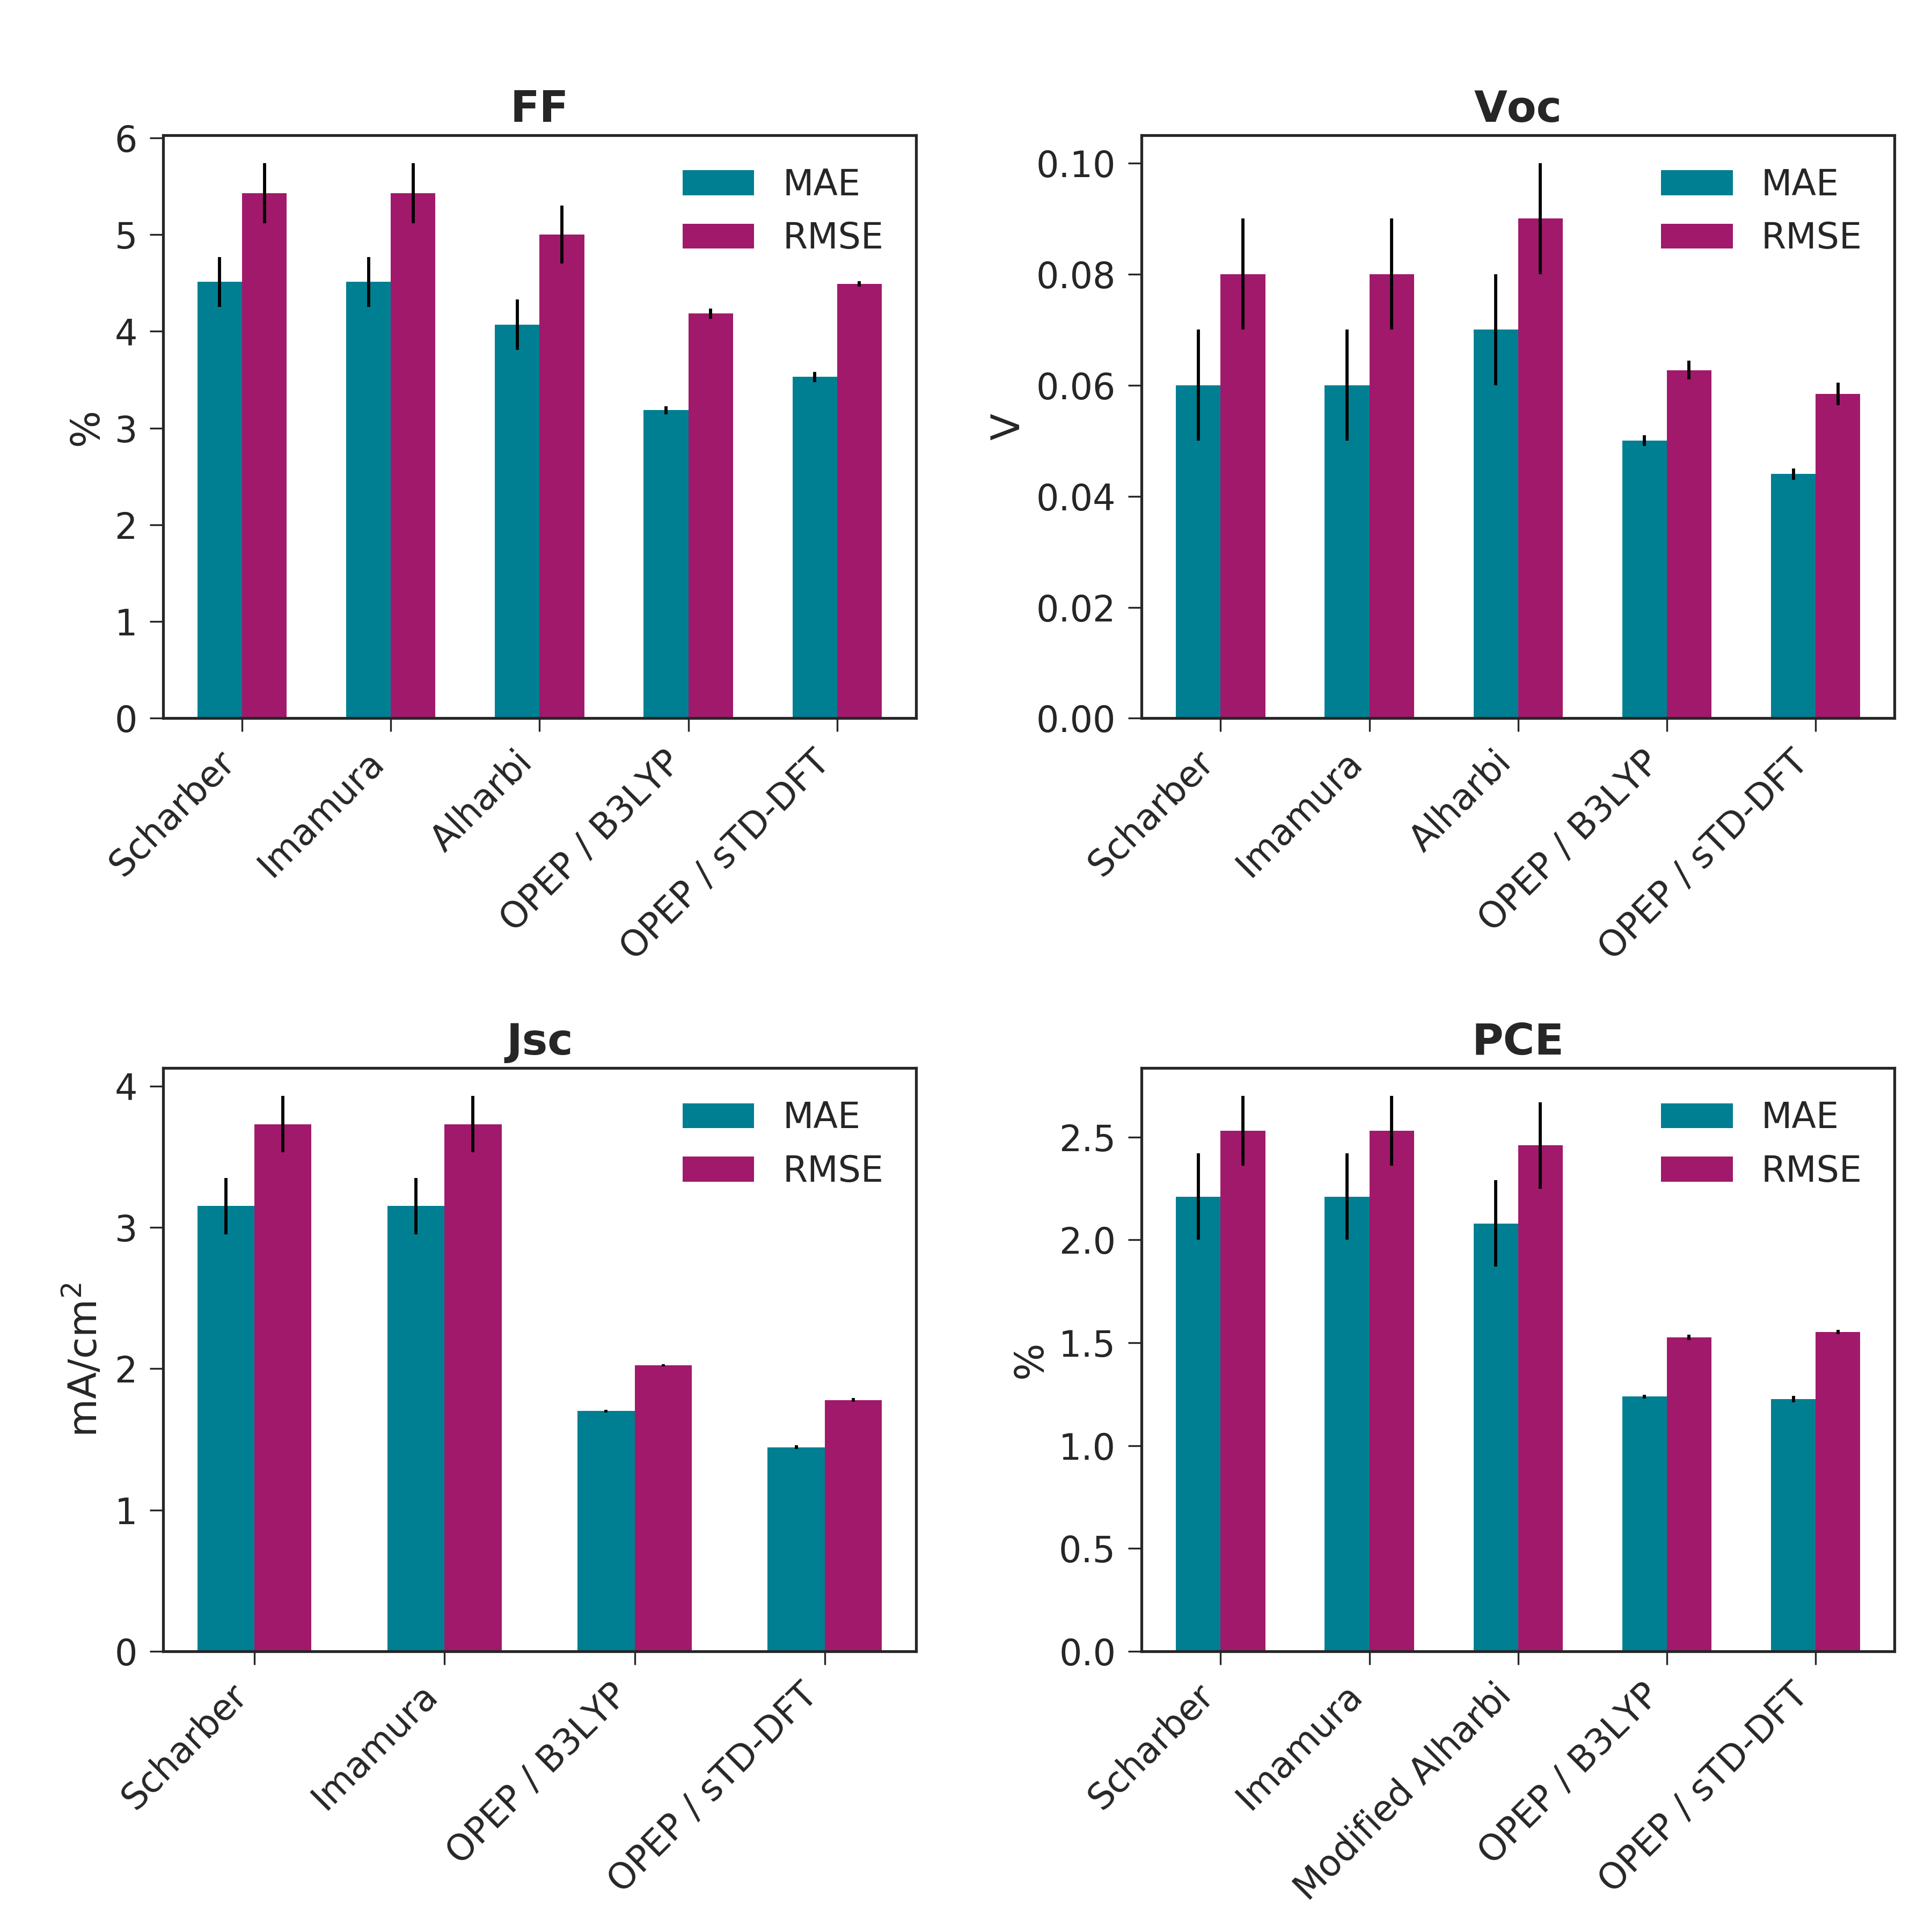 FF
6
5
4
3
2
1
0
%
MAE
RMSE
Scharber
Imamura
Alharbi
OPEP / B3LYP
OPEP / sTD-DFT
Voc
0.10
0.08
0.06
0.04
0.02
0.00
V
MAE
RMSE
Scharber
Imamura
Alharbi
OPEP / B3LYP
OPEP / sTD-DFT
Jsc
4
3
2
1
0
mA/cm²
MAE
RMSE
Scharber
Imamura
OPEP / B3LYP
OPEP / sTD-DFT
PCE
2.5
2.0
1.5
1.0
0.5
0.0
%
MAE
RMSE
Scharber
Imamura
Modified Alharbi
OPEP / B3LYP
OPEP / sTD-DFT